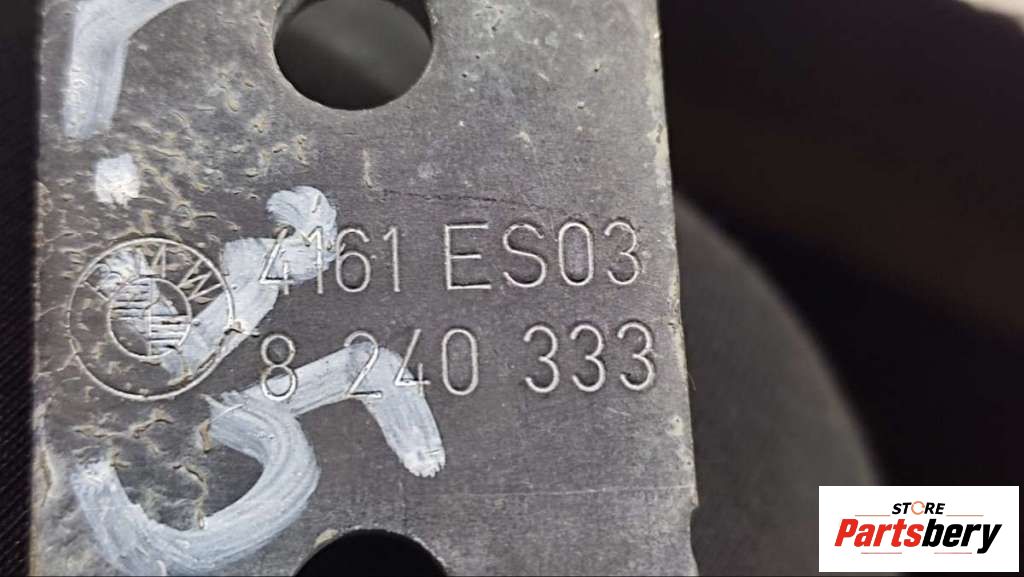 BMW
4161 ES03
8 240 333
STORE
Partsbery